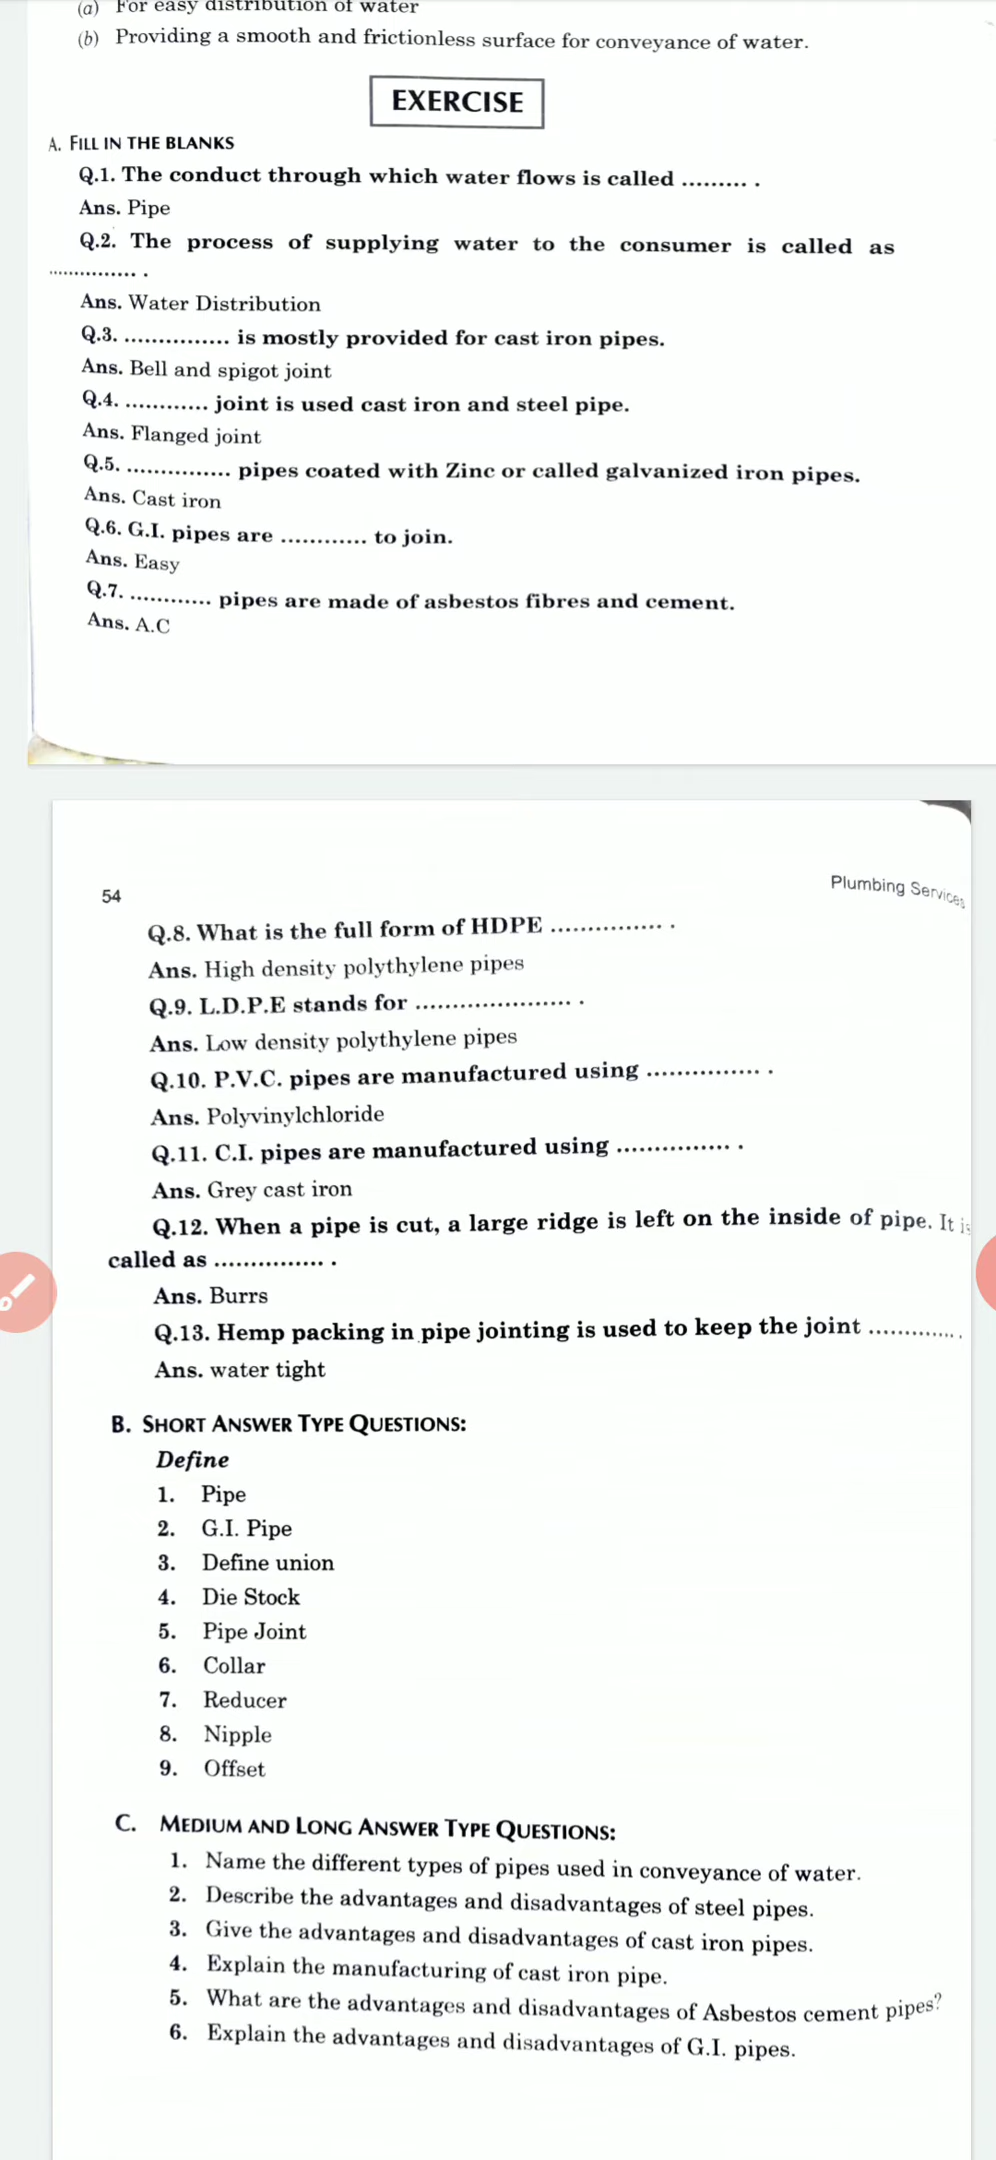 (a) For easy distribution of water
(b) Providing a smooth and frictionless surface for conveyance of water.
EXERCISE
A. FILL IN THE BLANKS
Q.1. The conduct through which water flows is called ......... .
Ans. Pipe
Q.2. The process of supplying water to the consumer is called as
............... .
Ans. Water Distribution
Q.3. ............... is mostly provided for cast iron pipes.
Ans. Bell and spigot joint
Q.4. ............ joint is used cast iron and steel pipe.
Ans. Flanged joint
Q.5. ............... pipes coated with Zinc or called galvanized iron pipes.
Ans. Cast iron
Q.6. G.I. pipes are ............ to join.
Ans. Easy
Q.7. ............ pipes are made of asbestos fibres and cement.
Ans. A.C
54
Plumbing Services
Q.8. What is the full form of HDPE ............... .
Ans. High density polythylene pipes
Q.9. L.D.P.E stands for ..................... .
Ans. Low density polythylene pipes
Q.10. P.V.C. pipes are manufactured using ............... .
Ans. Polyvinylchloride
Q.11. C.I. pipes are manufactured using ............... .
Ans. Grey cast iron
Q.12. When a pipe is cut, a large ridge is left on the inside of pipe. It is
called as ............... .
Ans. Burrs
Q.13. Hemp packing in pipe jointing is used to keep the joint ............ .
Ans. water tight
B. SHORT ANSWER TYPE QUESTIONS:
Define
1. Pipe
2. G.I. Pipe
3. Define union
4. Die Stock
5. Pipe Joint
6. Collar
7. Reducer
8. Nipple
9. Offset
C. MEDIUM AND LONG ANSWER TYPE QUESTIONS:
1. Name the different types of pipes used in conveyance of water.
2. Describe the advantages and disadvantages of steel pipes.
3. Give the advantages and disadvantages of cast iron pipes.
4. Explain the manufacturing of cast iron pipe.
5. What are the advantages and disadvantages of Asbestos cement pipes?
6. Explain the advantages and disadvantages of G.I. pipes.